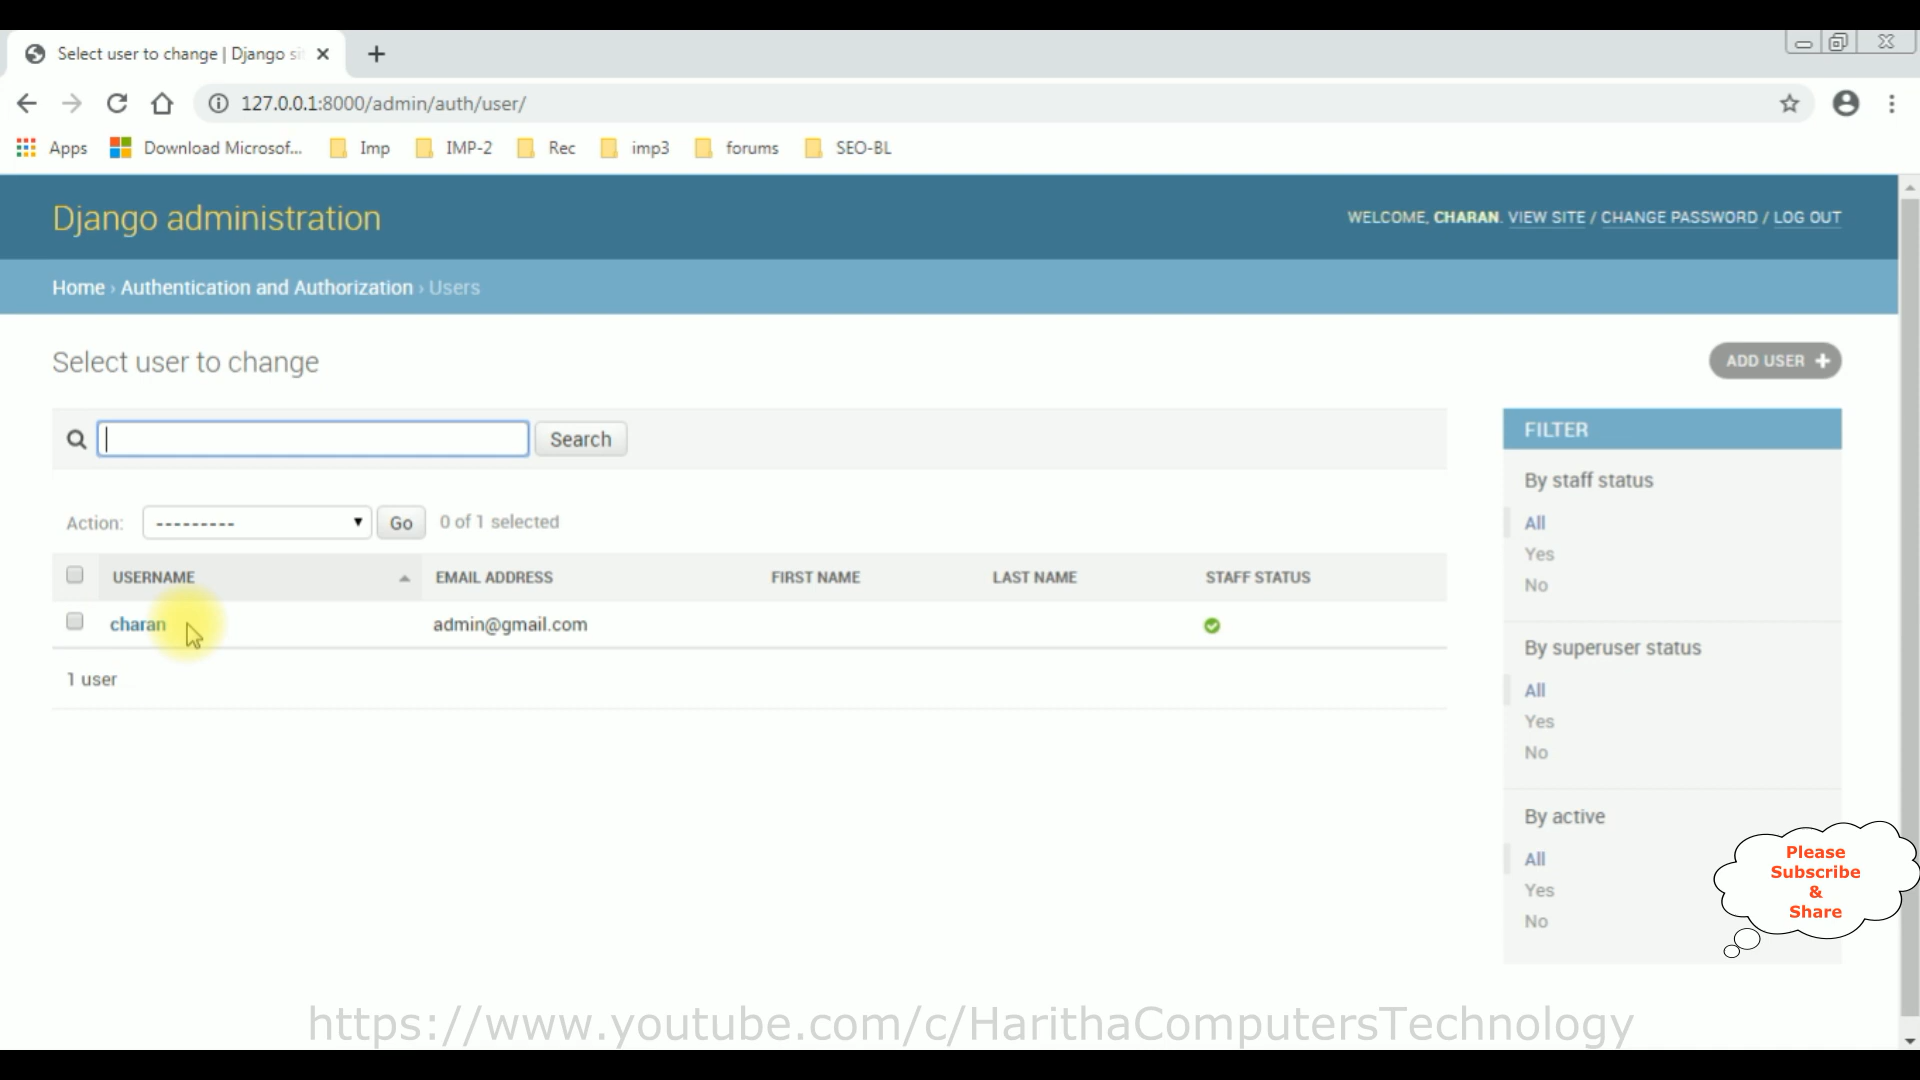 Select user to change | Django si
127.0.0.1:8000/admin/auth/user/
Apps Download Microsof... Imp IMP-2 Rec imp3 forums SEO-BL
Django administration
WELCOME, CHARAN. VIEW SITE / CHANGE PASSWORD / LOG OUT
Home › Authentication and Authorization › Users
Select user to change
ADD USER +
Search
FILTER
By staff status
All
Yes
No
Action: --------- Go 0 of 1 selected
USERNAME EMAIL ADDRESS FIRST NAME LAST NAME STAFF STATUS
charan admin@gmail.com
1 user
By superuser status
All
Yes
No
By active
All
Yes
No
Please
Subscribe
&
Share
https://www.youtube.com/c/HarithaComputersTechnology